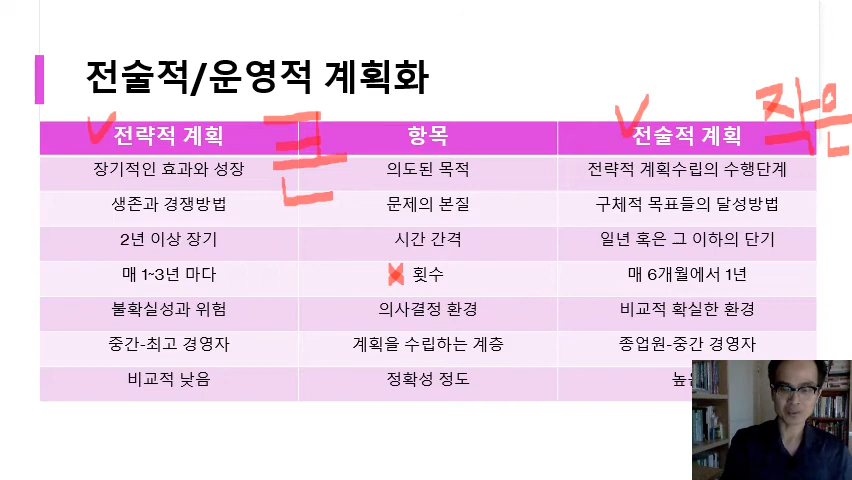 전술적/운영적 계획화
전략적 계획 큰 항목 전술적 계획 작은
장기적인 효과와 성장 의도된 목적 전략적 계획수립의 수행단계
생존과 경쟁방법 문제의 본질 구체적 목표들의 달성방법
2년 이상 장기 시간 간격 일년 혹은 그 이하의 단기
매 1~3년 마다 횟수 매 6개월에서 1년
불확실성과 위험 의사결정 환경 비교적 확실한 환경
중간-최고 경영자 계획을 수립하는 계층 종업원-중간 경영자
비교적 낮음 정확성 정도